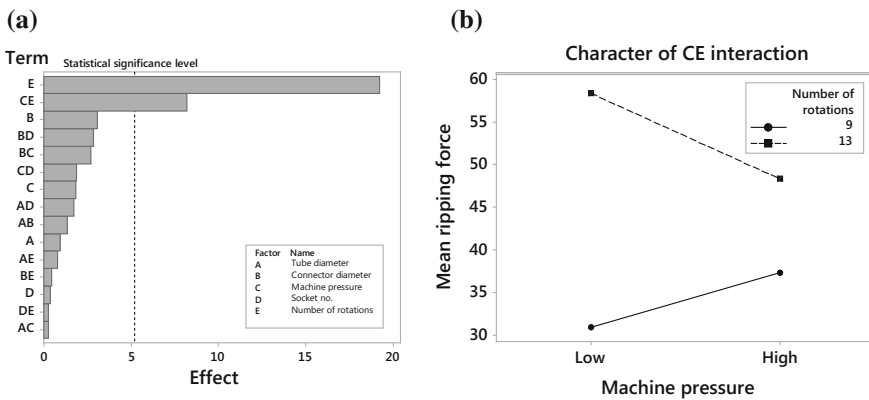 (a)
Term
Statistical significance level
E
CE
B
BD
BC
CD
C
AD
AB
A
AE
BE
D
DE
AC
Factor Name
A Tube diameter
B Connector diameter
C Machine pressure
D Socket no.
E Number of rotations
0 5 10 15 20
Effect
(b)
Character of CE interaction
Mean ripping force
60
55
50
45
40
35
30
Number of
rotations
9
13
Low High
Machine pressure